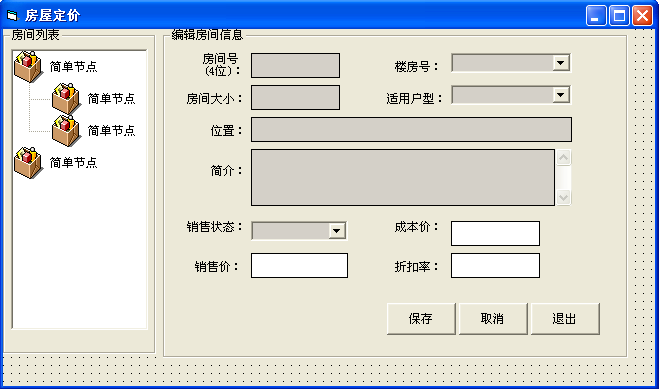 房屋定价
房间列表
简单节点
简单节点
简单节点
简单节点
编辑房间信息
房间号
(4位)：
楼房号：
房间大小：
适用户型：
位置：
简介：
销售状态：
成本价：
销售价：
折扣率：
保存
取消
退出